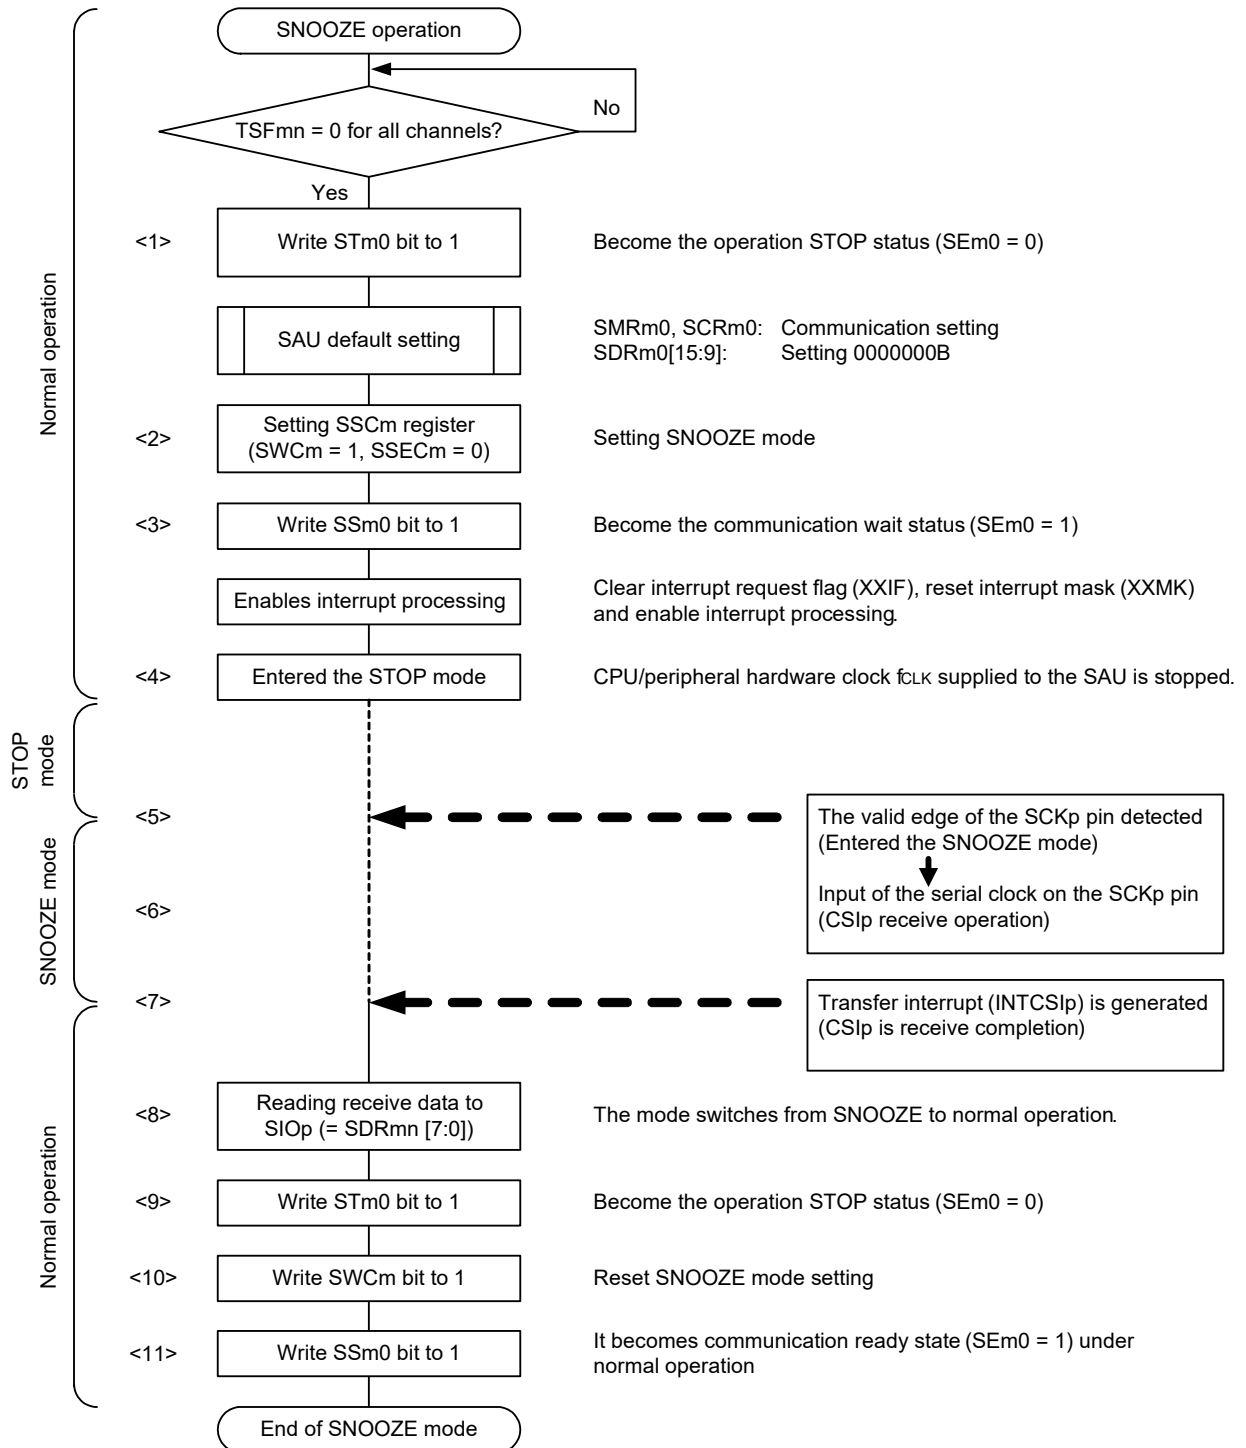 SNOOZE operation
No
TSFmn = 0 for all channels?
Yes
<1> Write STm0 bit to 1 Become the operation STOP status (SEm0 = 0)
SAU default setting
SMRm0, SCRm0: Communication setting
SDRm0[15:9]: Setting 0000000B
Normal operation
<2> Setting SSCm register
(SWCm = 1, SSECm = 0)
Setting SNOOZE mode
<3> Write SSm0 bit to 1 Become the communication wait status (SEm0 = 1)
Enables interrupt processing
Clear interrupt request flag (XXIF), reset interrupt mask (XXMK)
and enable interrupt processing.
<4> Entered the STOP mode CPU/peripheral hardware clock fCLK supplied to the SAU is stopped.
STOP
mode
<5>
The valid edge of the SCKp pin detected
(Entered the SNOOZE mode)
Input of the serial clock on the SCKp pin
(CSIp receive operation)
SNOOZE mode
<6>
<7>
Transfer interrupt (INTCSIp) is generated
(CSIp is receive completion)
<8> Reading receive data to
SIOp (= SDRmn [7:0])
The mode switches from SNOOZE to normal operation.
Normal operation
<9> Write STm0 bit to 1 Become the operation STOP status (SEm0 = 0)
<10> Write SWCm bit to 1 Reset SNOOZE mode setting
<11> Write SSm0 bit to 1
It becomes communication ready state (SEm0 = 1) under
normal operation
End of SNOOZE mode